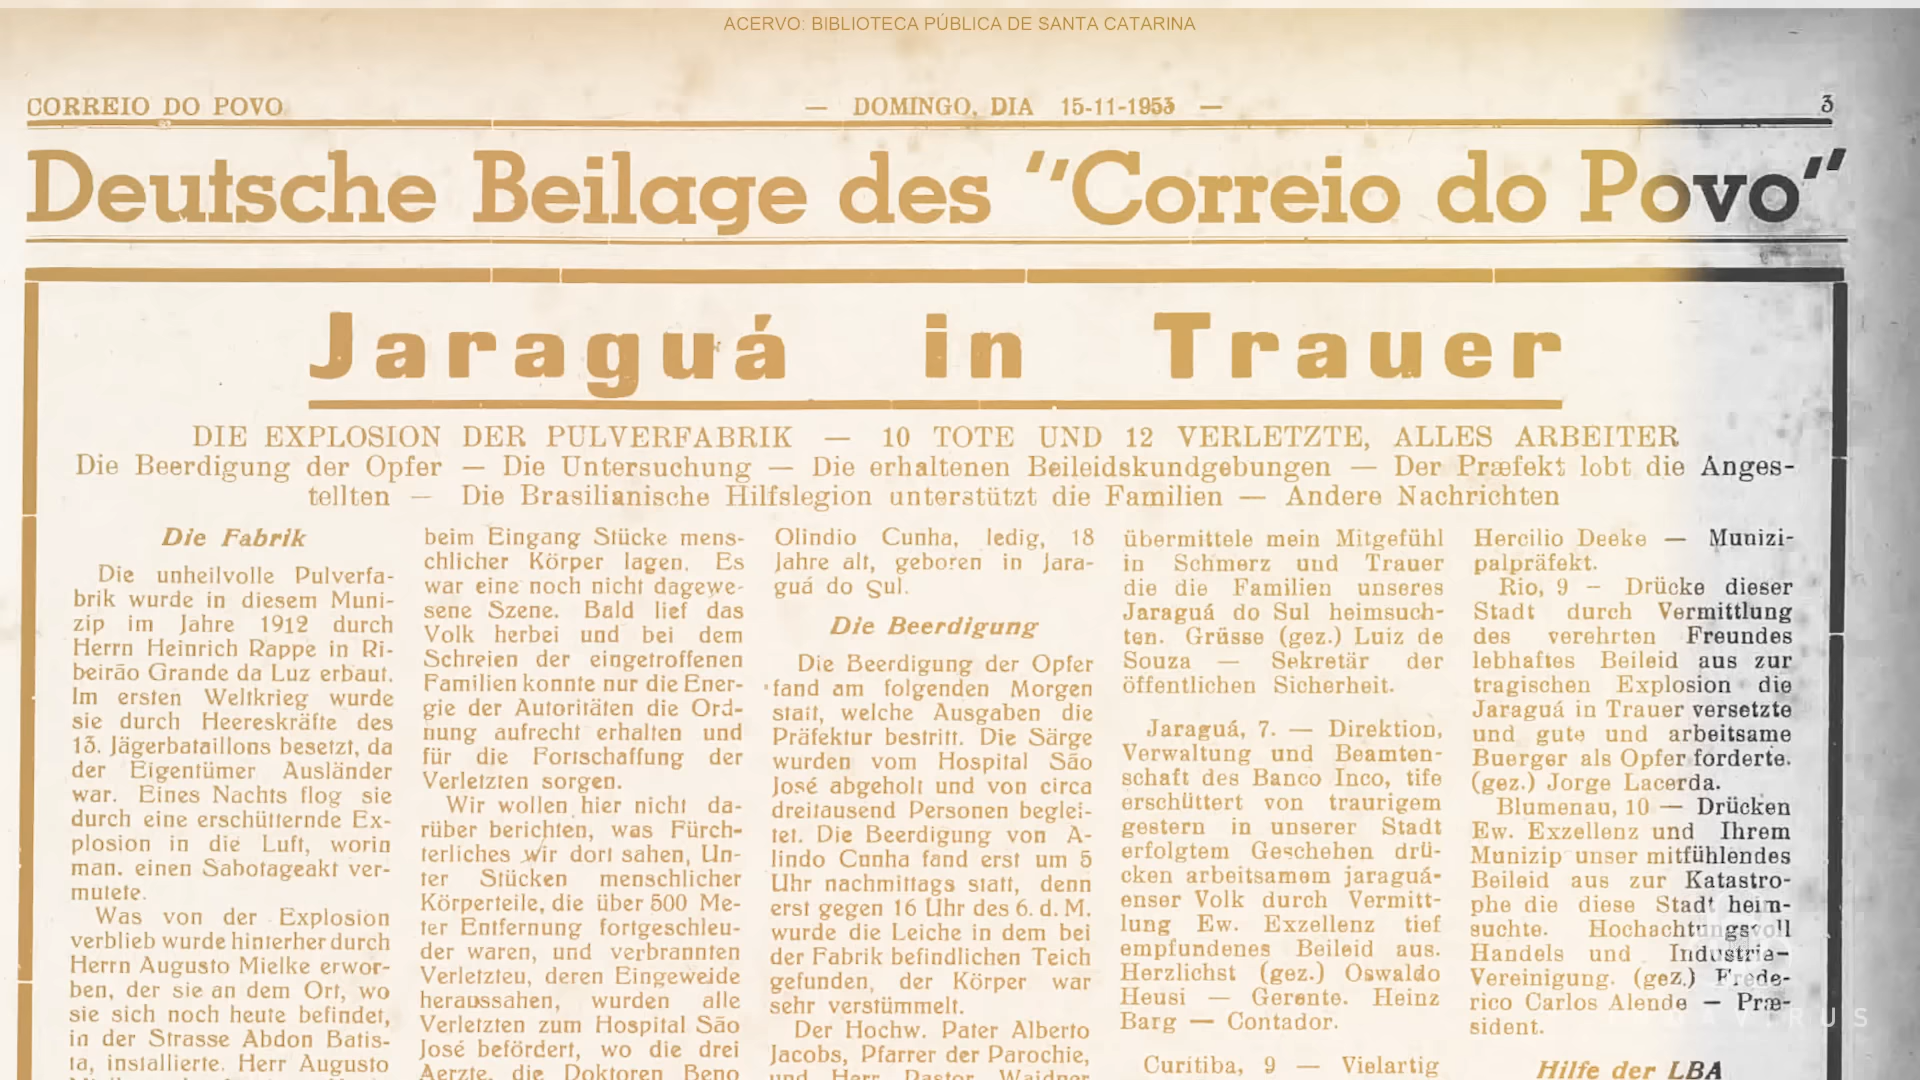 ACERVO: BIBLIOTECA PÚBLICA DE SANTA CATARINA
CORREIO DO POVO — DOMINGO, DIA 15-11-1953 — 3
Deutsche Beilage des "Correio do Povo"
Jaraguá in Trauer
DIE EXPLOSION DER PULVERFABRIK — 10 TOTE UND 12 VERLETZTE, ALLES ARBEITER
Die Beerdigung der Opfer — Die Untersuchung — Die erhaltenen Beileidskundgebungen — Der Præfekt lobt die Anges-
tellten — Die Brasilianische Hilfslegion unterstützt die Familien — Andere Nachrichten
Die Fabrik
Die unheilvolle Pulverfa-
brik wurde in diesem Muni-
zip im Jahre 1912 durch
Herrn Heinrich Rappe in Ri-
beirão Grande da Luz erbaut.
Im ersten Weltkrieg wurde
sie durch Heereskräfte des
13. Jägerbataillons besetzt, da
der Eigentümer Ausländer
war. Eines Nachts flog sie
durch eine erschütternde Ex-
plosion in die Luft, worin
man. einen Sabotageakt ver-
mutete.
Was von der Explosion
verblieb wurde hinterher durch
Herrn Augusto Mielke erwor-
ben, der sie an dem Ort, wo
sie sich noch heute befindet,
in der Strasse Abdon Batis-
ta, installierte. Herr Augusto
beim Eingang Stücke mens-
chlicher Körper lagen. Es
war eine noch nicht dagewe-
sene Szene. Bald lief das
Volk herbei und bei dem
Schreien der eingetroffenen
Familien konnte nur die Ener-
gie der Autoritäten die Ord-
nung aufrecht erhalten und
für die Fortschaffung der
Verletzten sorgen.
Wir wollen hier nicht da-
rüber berichten, was Fürch-
terliches wir dort sahen, Un-
ter Stücken menschlicher
Körperteile, die über 500 Me-
ter Entfernung fortgeschleu-
der waren, und verbrannten
Verletzteu, deren Eingeweide
heraussahen, wurden alle
Verletzten zum Hospital São
José befördert, wo die drei
Aerzte, die Doktoren Beno
Olindio Cunha, ledig, 18
Jahre alt, geboren in Jara-
guá do Sul.
Die Beerdigung
Die Beerdigung der Opfer
fand am folgenden Morgen
statt, welche Ausgaben die
Präfektur bestritt. Die Särge
wurden vom Hospital São
José abgeholt und von circa
dreitausend Personen beglei-
tet. Die Beerdigung von A-
lindo Cunha fand erst um 5
Uhr nachmittags statt, denn
erst gegen 16 Uhr des 6. d. M.
wurde die Leiche in dem bei
der Fabrik befindlichen Teich
gefunden, der Körper war
sehr verstümmelt.
Der Hochw. Pater Alberto
Jacobs, Pfarrer der Parochie,
und Herr Pastor Waidner
übermittele mein Mitgefühl
in Schmerz und Trauer
die die Familien unseres
Jaraguá do Sul heimsuch-
ten. Grüsse (gez.) Luiz de
Souza — Sekretär der
öffentlichen Sicherheit.
Jaraguá, 7. — Direktion,
Verwaltung und Beamten-
schaft des Banco Inco, tife
erschüttert von traurigem
gestern in unserer Stadt
erfolgtem Geschehen drü-
cken arbeitsamem jaraguá-
enser Volk durch Vermitt-
lung Ew. Exzellenz tief
empfundenes Beileid aus.
Herzlichst (gez.) Oswaldo
Heusi — Gerente. Heinz
Barg — Contador.
Curitiba, 9 — Vielartig
Hercilio Deeke — Munizi-
palpräfekt.
Rio, 9 — Drücke dieser
Stadt durch Vermittlung
des verehrten Freundes
lebhaftes Beileid aus zur
tragischen Explosion die
Jaraguá in Trauer versetzte
und gute und arbeitsame
Buerger als Opfer forderte.
(gez.) Jorge Lacerda.
Blumenau, 10 — Drücken
Ew. Exzellenz und Ihrem
Munizip unser mitfühlendes
Beileid aus zur Katastro-
phe die diese Stadt heim-
suchte. Hochachtungsvoll
Handels und Industrie-
Vereinigung. (gez.) Frede-
rico Carlos Alende — Præ-
sident.
Hilfe der LBA